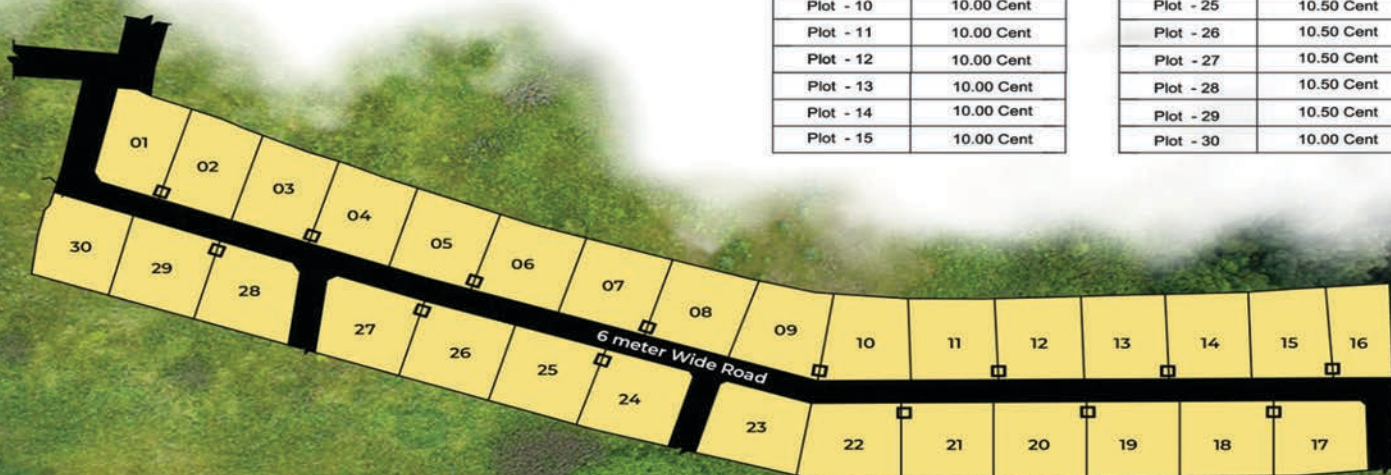 Plot - 10 10.00 Cent
Plot - 11 10.00 Cent
Plot - 12 10.00 Cent
Plot - 13 10.00 Cent
Plot - 14 10.00 Cent
Plot - 15 10.00 Cent
Plot - 25 10.50 Cent
Plot - 26 10.50 Cent
Plot - 27 10.50 Cent
Plot - 28 10.50 Cent
Plot - 29 10.50 Cent
Plot - 30 10.00 Cent
01
02
03
04
05
06
07
08
09
10
11
12
13
14
15
16
30
29
28
27
26
25
24
6 meter Wide Road
23
22
21
20
19
18
17